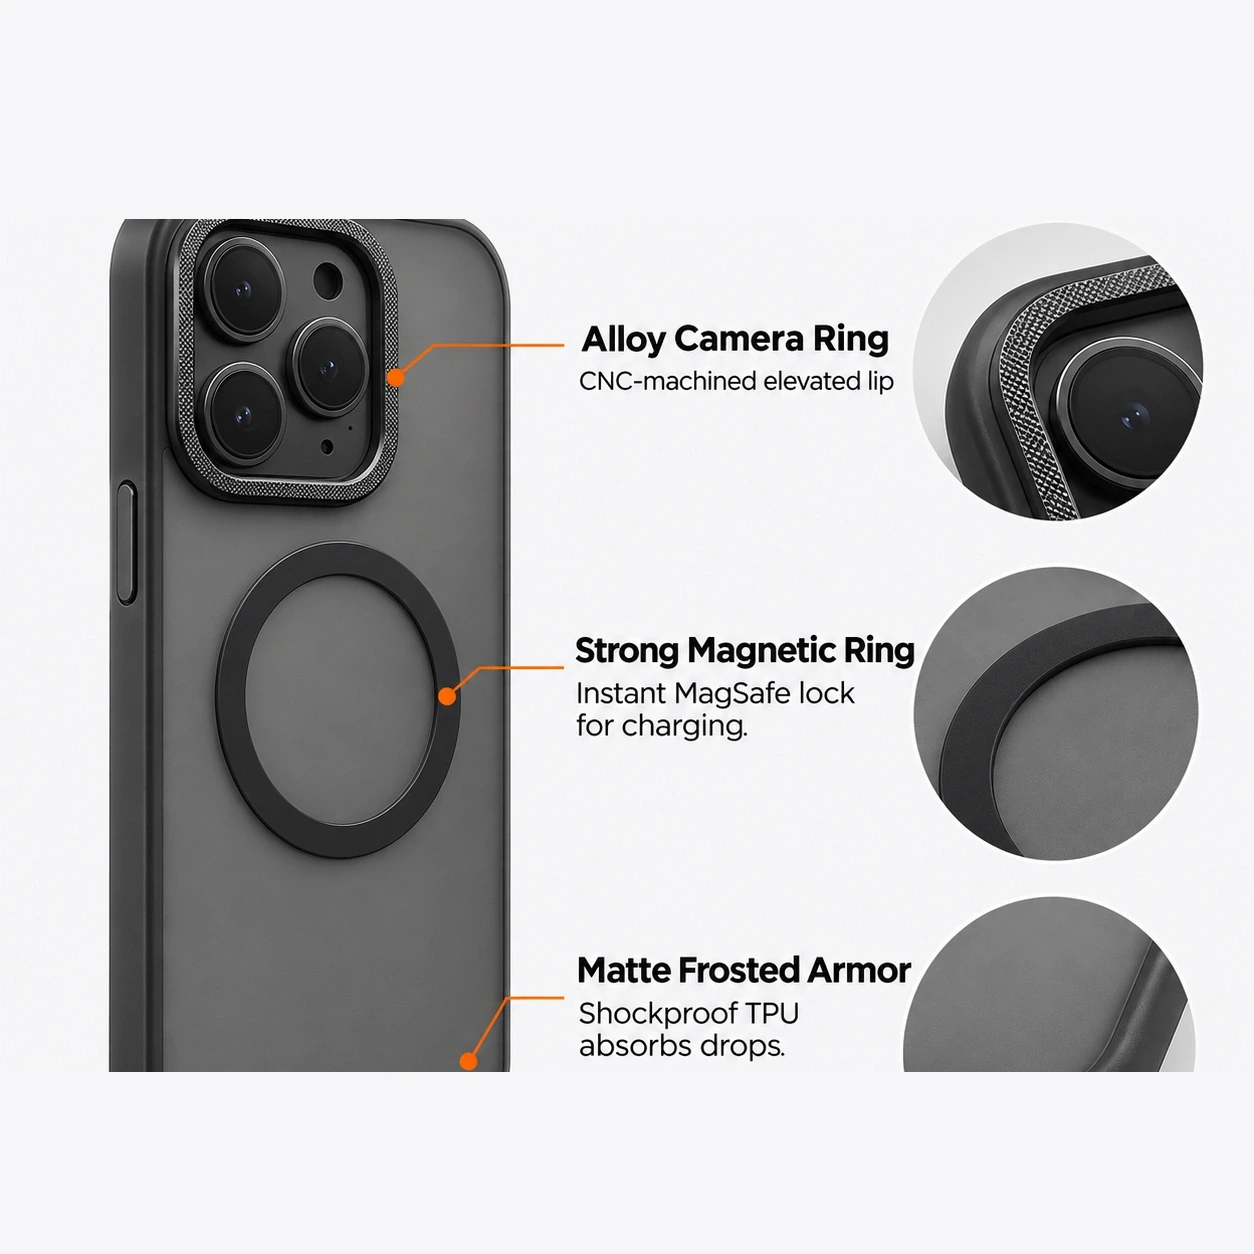 Alloy Camera Ring
CNC-machined elevated lip
Strong Magnetic Ring
Instant MagSafe lock
for charging.
Matte Frosted Armor
Shockproof TPU
absorbs drops.